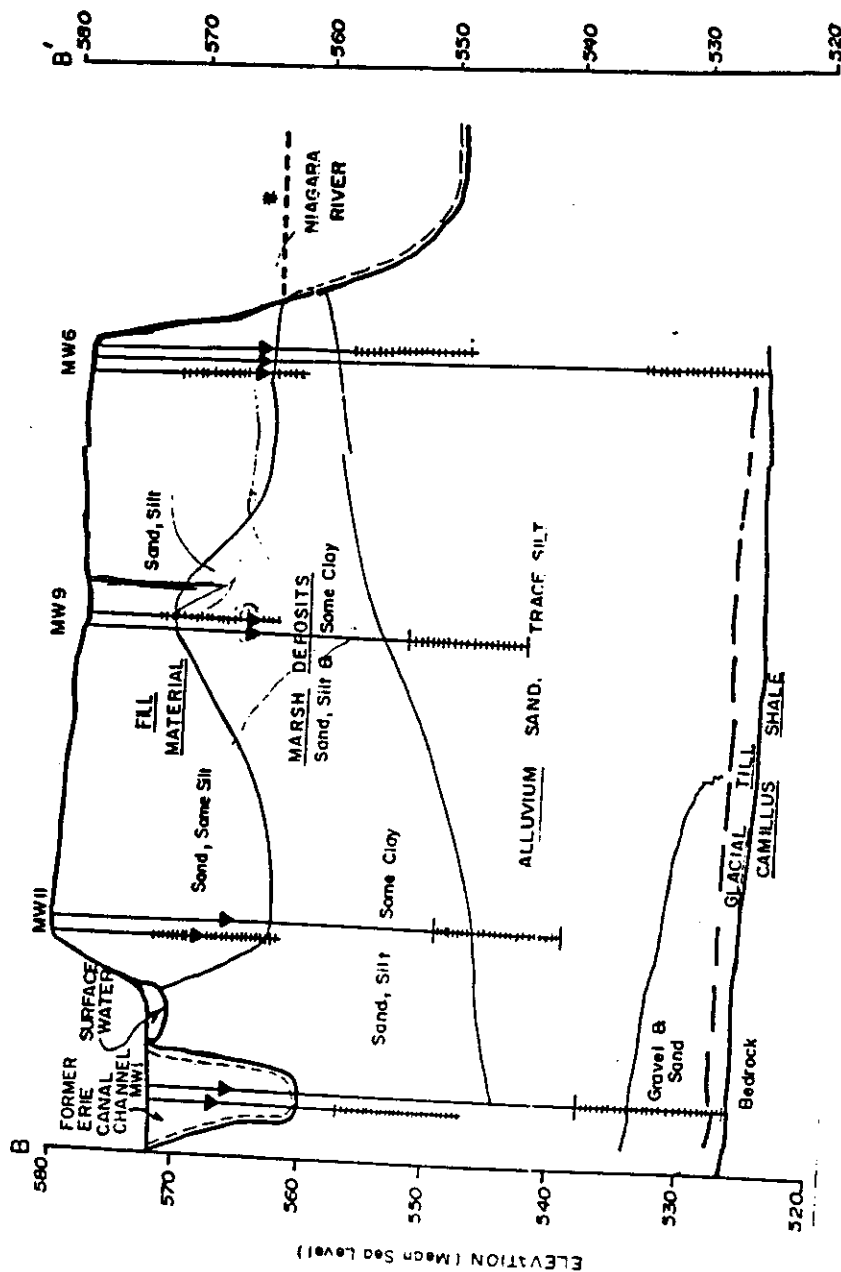 B
B'
580
570
560
550
540
530
520
580
570
560
550
540
530
520
ELEVATION (Mean Sea Level)
FORMER
ERIE
CANAL
CHANNEL
MW1
SURFACE
WATER
MW11
MW9
MW6
FILL
MATERIAL
Sand, Some Silt
Sand, Silt
*
NIAGARA
RIVER
MARSH DEPOSITS
Sand, Silt & Some Clay
Sand, Silt
Some Clay
ALLUVIUM SAND, TRACE SILT
Gravel &
Sand
GLACIAL TILL
CAMILLUS SHALE
Bedrock